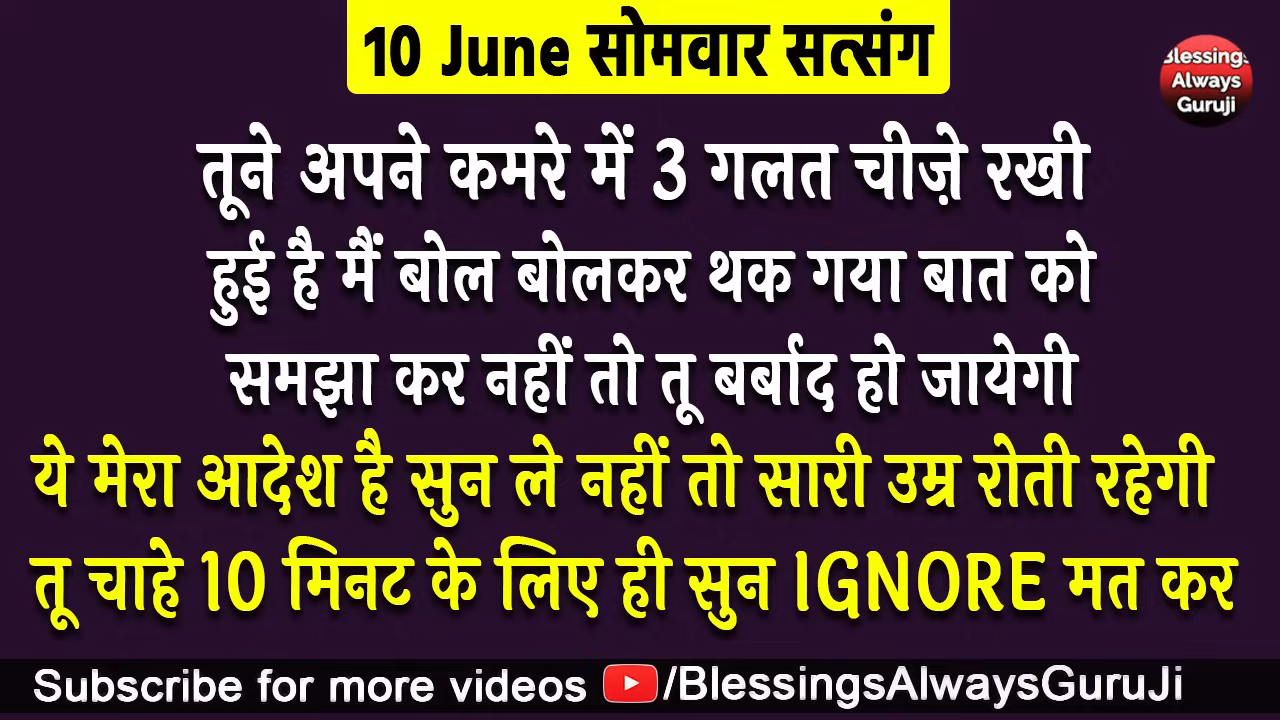 10 June सोमवार सत्संग
Blessings
Always
Guruji
तूने अपने कमरे में 3 गलत चीज़े रखी
हुई है मैं बोल बोलकर थक गया बात को
समझा कर नहीं तो तू बर्बाद हो जायेगी
ये मेरा आदेश है सुन ले नहीं तो सारी उम्र रोती रहेगी
तू चाहे 10 मिनट के लिए ही सुन IGNORE मत कर
Subscribe for more videos /BlessingsAlwaysGuruJi